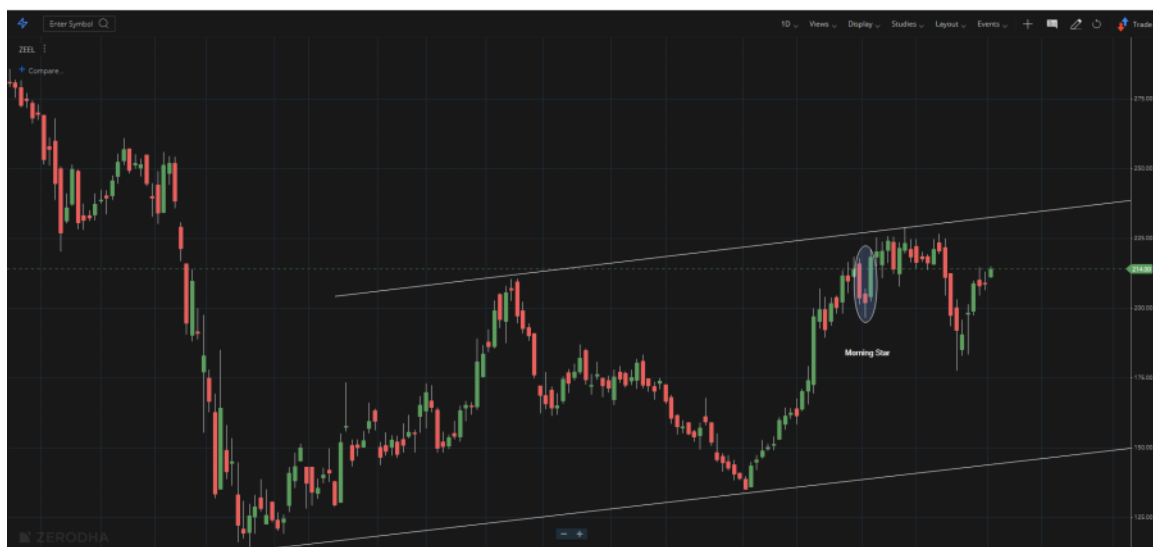 Enter Symbol 1D Views Display Studies Layout Events Trade
ZEEL
+ Compare...
275.00
250.00
225.00
214.00
200.00
Morning Star
175.00
150.00
125.00
ZERODHA